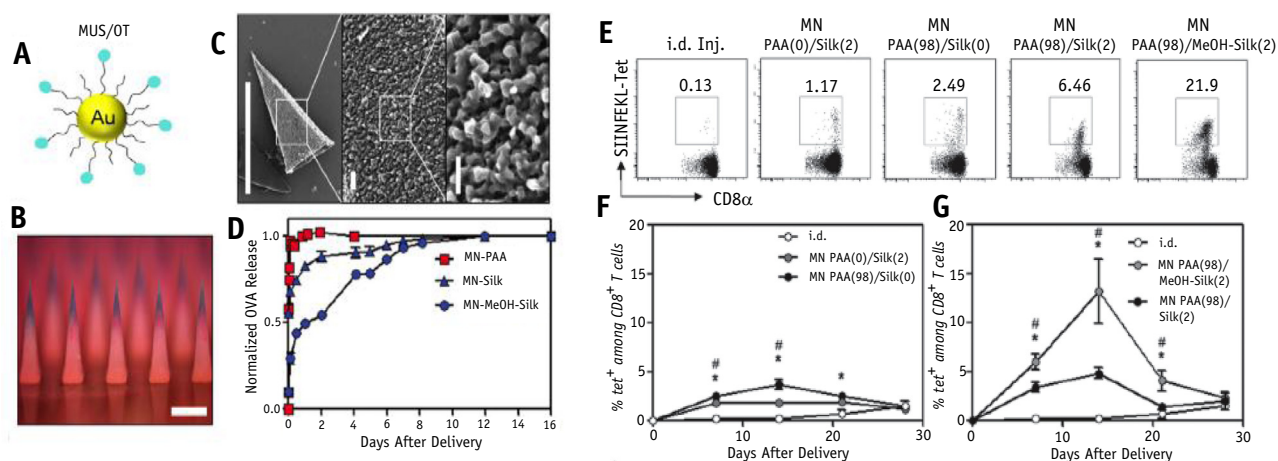 A
MUS/OT
Au
B
C
D
Normalized OVA Release
1.0
0.5
0.0
MN-PAA
MN-Silk
MN-MeOH-Silk
0 2 4 6 8 10 12 14 16
Days After Delivery
E
i.d. Inj.
MN
PAA(0)/Silk(2)
MN
PAA(98)/Silk(0)
MN
PAA(98)/Silk(2)
MN
PAA(98)/MeOH-Silk(2)
0.13
1.17
2.49
6.46
21.9
SIINFEKL-Tet
CD8α
F
% tet⁺ among CD8⁺ T cells
20
15
10
5
0
i.d.
MN PAA(0)/Silk(2)
MN PAA(98)/Silk(0)
#
*
#
*
*
0 10 20 30
Days After Delivery
G
% tet⁺ among CD8⁺ T cells
20
15
10
5
0
i.d.
MN PAA(98)/
MeOH-Silk(2)
MN PAA(98)/
Silk(2)
#
*
#
*
#
*
0 10 20 30
Days After Delivery